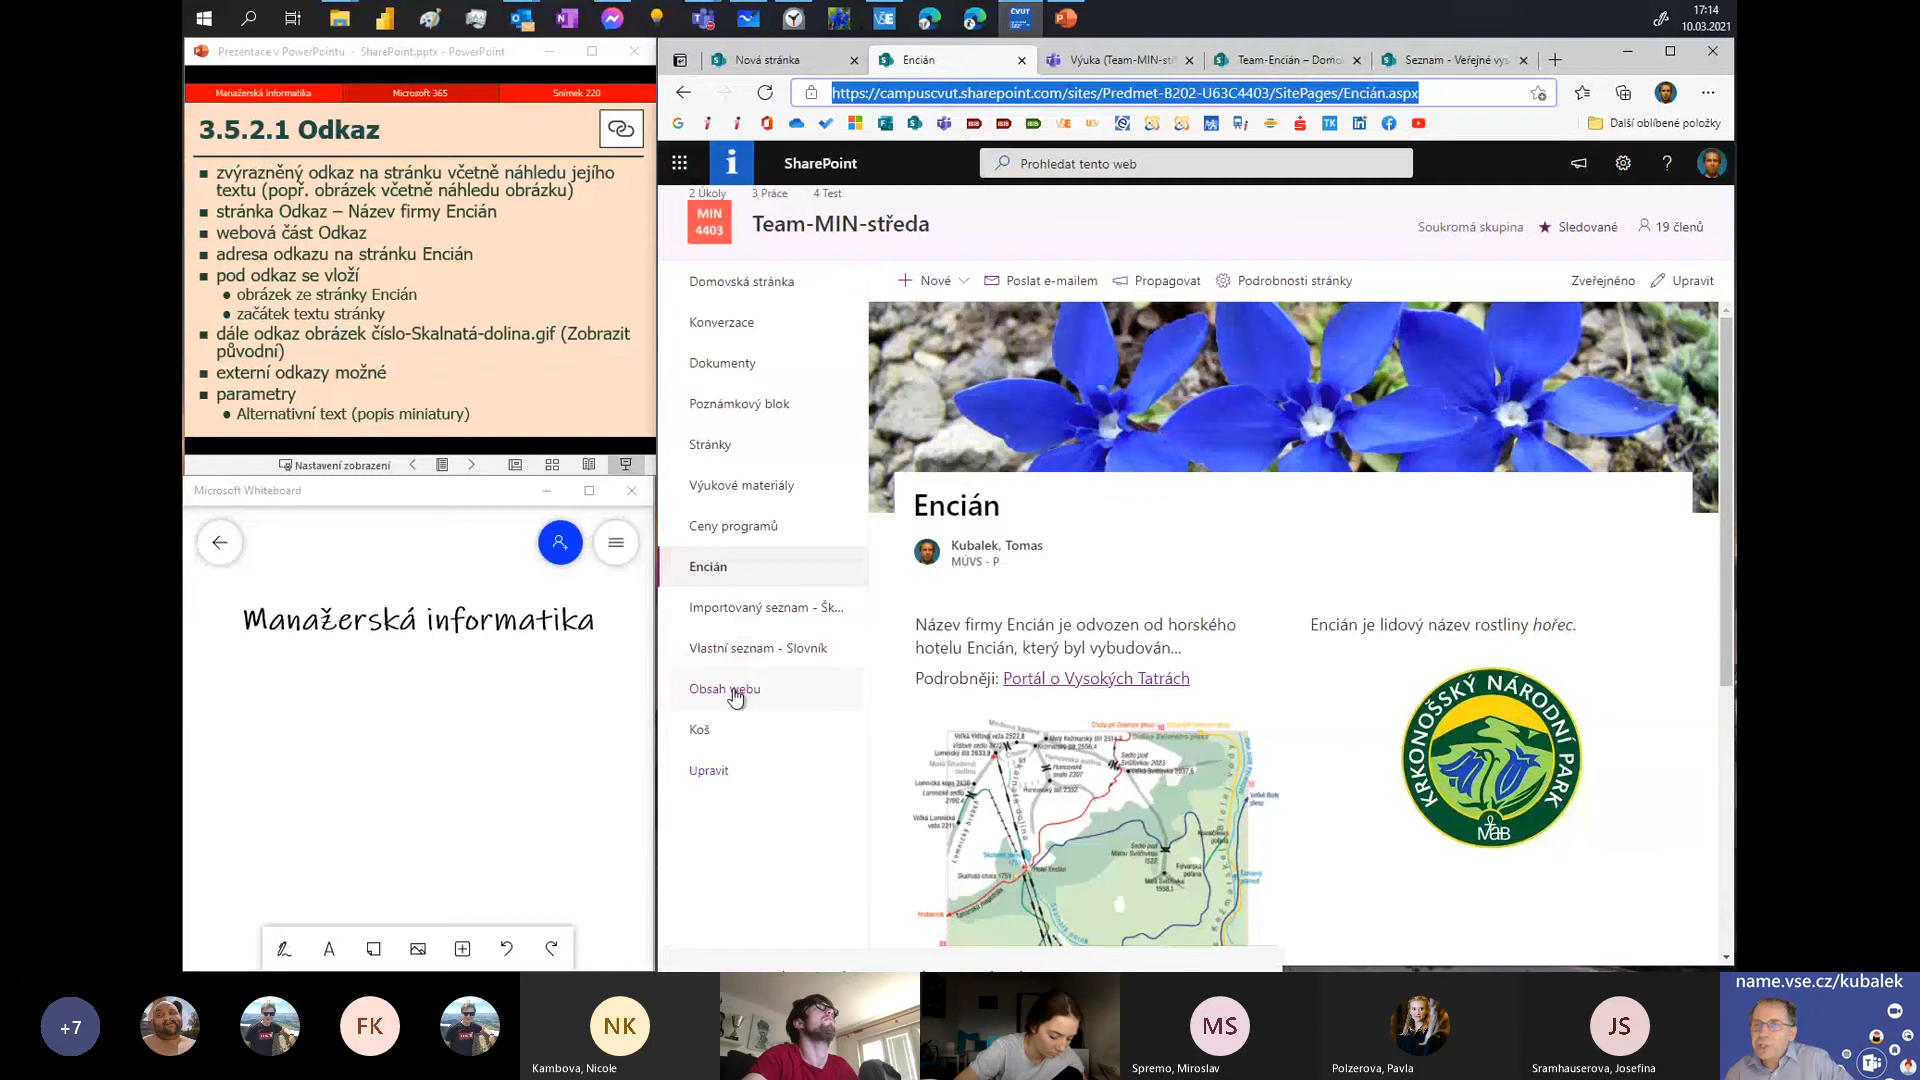 17:14
10.03.2021
Prezentace v PowerPointu - SharePoint.pptx - PowerPoint
Manažerská informatika
Microsoft 365
Snímek 220
3.5.2.1 Odkaz
zvýrazněný odkaz na stránku včetně náhledu jejího
textu (popř. obrázek včetně náhledu obrázku)
stránka Odkaz – Název firmy Encián
webová část Odkaz
adresa odkazu na stránku Encián
pod odkaz se vloží
obrázek ze stránky Encián
začátek textu stránky
dále odkaz obrázek číslo-Skalnatá-dolina.gif (Zobrazit
původní)
externí odkazy možné
parametry
Alternativní text (popis miniatury)
Nastavení zobrazení
Microsoft Whiteboard
Manažerská informatika
Nová stránka
Encián
Výuka (Team-MIN-stř
Team-Encián – Domo
Seznam - Veřejné vys
https://campuscvut.sharepoint.com/sites/Predmet-B202-U63C4403/SitePages/Encián.aspx
Další oblíbené položky
SharePoint
Prohledat tento web
2 Úkoly
3 Práce
4 Test
MIN
4403
Team-MIN-středa
Soukromá skupina
Sledované
19 členů
Domovská stránka
Konverzace
Dokumenty
Poznámkový blok
Stránky
Výukové materiály
Ceny programů
Encián
Importovaný seznam - Šk...
Vlastní seznam - Slovník
Obsah webu
Koš
Upravit
Nové
Poslat e-mailem
Propagovat
Podrobnosti stránky
Zveřejněno
Upravit
Encián
Kubalek, Tomas
MÚVS - P
Název firmy Encián je odvozen od horského
hotelu Encián, který byl vybudován...
Podrobněji: Portál o Vysokých Tatrách
Encián je lidový název rostliny hořec.
KRKONOŠSKÝ NÁRODNÍ PARK
MaB
+7
FK
NK
Kambova, Nicole
MS
Spremo, Miroslav
Polzerova, Pavla
JS
Sramhauserova, Josefina
name.vse.cz/kubalek